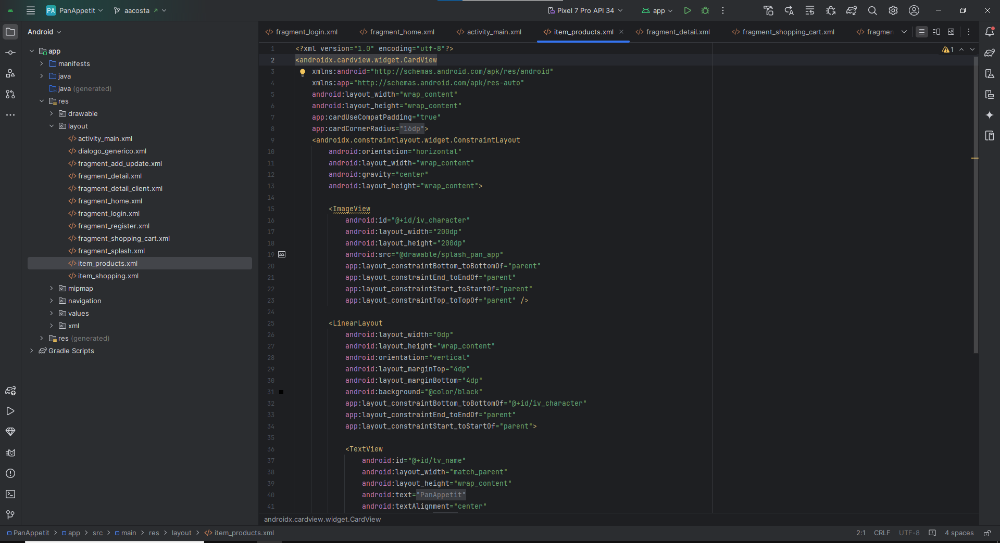 PA PanAppetit aacosta Pixel 7 Pro API 34 app
Android
app
manifests
java
java (generated)
res
drawable
layout
activity_main.xml
dialogo_generico.xml
fragment_add_update.xml
fragment_detail.xml
fragment_detail_client.xml
fragment_home.xml
fragment_login.xml
fragment_register.xml
fragment_shopping_cart.xml
fragment_splash.xml
item_products.xml
item_shopping.xml
mipmap
navigation
values
xml
res (generated)
Gradle Scripts
fragment_login.xml fragment_home.xml activity_main.xml item_products.xml fragment_detail.xml fragment_shopping_cart.xml fragmen
1
1 <?xml version="1.0" encoding="utf-8"?>
2 <androidx.cardview.widget.CardView
3 xmlns:android="http://schemas.android.com/apk/res/android"
4 xmlns:app="http://schemas.android.com/apk/res-auto"
5 android:layout_width="wrap_content"
6 android:layout_height="wrap_content"
7 app:cardUseCompatPadding="true"
8 app:cardCornerRadius="16dp">
9 <androidx.constraintlayout.widget.ConstraintLayout
10 android:orientation="horizontal"
11 android:layout_width="wrap_content"
12 android:gravity="center"
13 android:layout_height="wrap_content">
14
15 <ImageView
16 android:id="@+id/iv_character"
17 android:layout_width="200dp"
18 android:layout_height="200dp"
19 android:src="@drawable/splash_pan_app"
20 app:layout_constraintBottom_toBottomOf="parent"
21 app:layout_constraintEnd_toEndOf="parent"
22 app:layout_constraintStart_toStartOf="parent"
23 app:layout_constraintTop_toTopOf="parent" />
24
25 <LinearLayout
26 android:layout_width="0dp"
27 android:layout_height="wrap_content"
28 android:orientation="vertical"
29 android:layout_marginTop="4dp"
30 android:layout_marginBottom="4dp"
31 android:background="@color/black"
32 app:layout_constraintBottom_toBottomOf="@+id/iv_character"
33 app:layout_constraintEnd_toEndOf="parent"
34 app:layout_constraintStart_toStartOf="parent">
35
36 <TextView
37 android:id="@+id/tv_name"
38 android:layout_width="match_parent"
39 android:layout_height="wrap_content"
40 android:text="PanAppetit"
41 android:textAlignment="center"
androidx.cardview.widget.CardView
PanAppetit > app > src > main > res > layout > item_products.xml 2:1 CRLF UTF-8 4 spaces